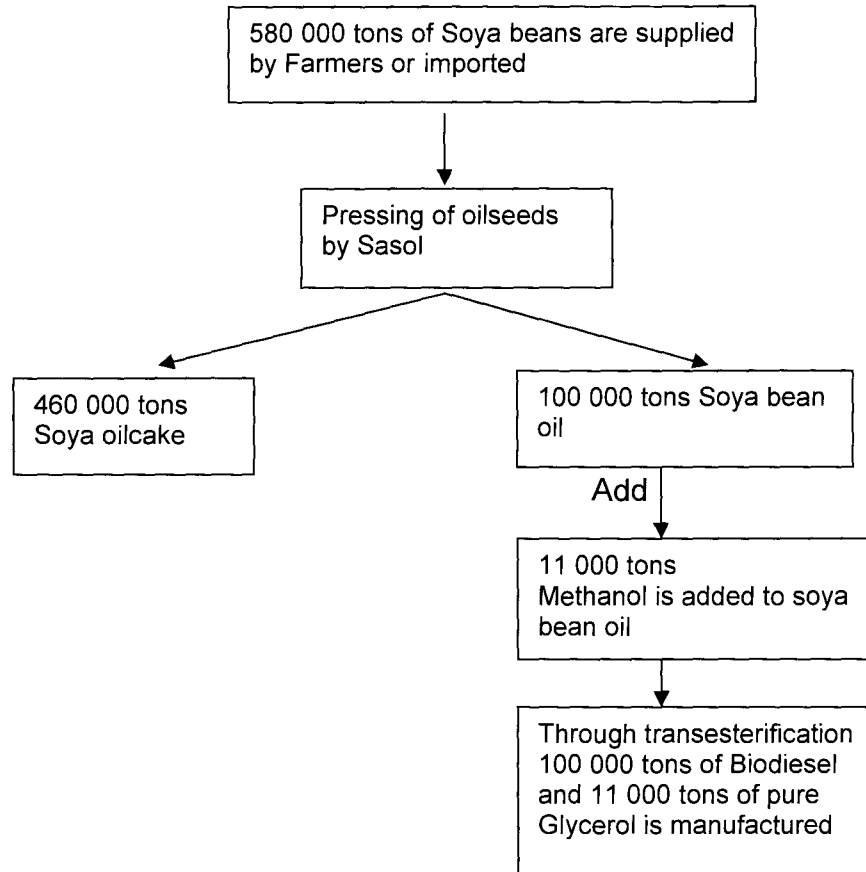 580 000 tons of Soya beans are supplied
by Farmers or imported
Pressing of oilseeds
by Sasol
460 000 tons
Soya oilcake
100 000 tons Soya bean
oil
Add
11 000 tons
Methanol is added to soya
bean oil
Through transesterification
100 000 tons of Biodiesel
and 11 000 tons of pure
Glycerol is manufactured